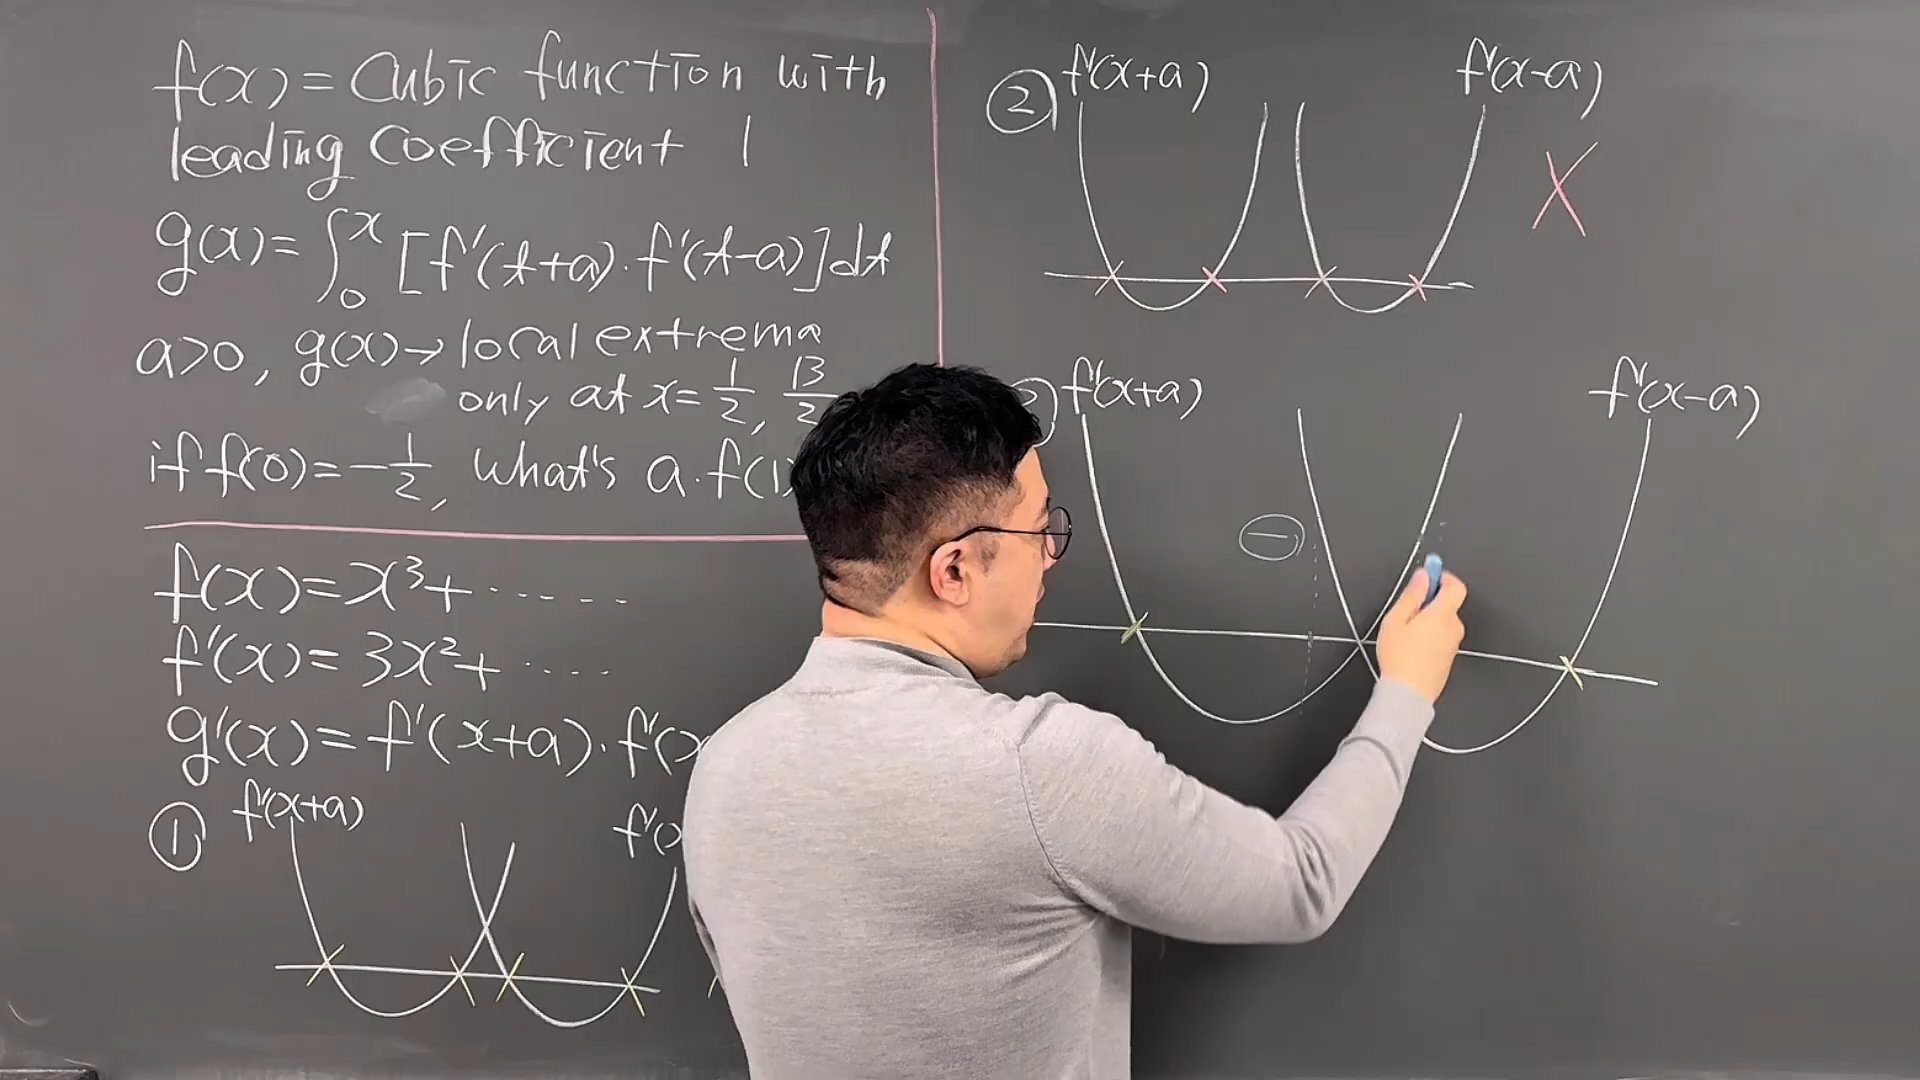 f(x) = Cubic function with
leading coefficient 1
g(x) = ∫₀ˣ [f'(t+a)·f'(t-a)]dt
a>0, g(x) → local extrema
only at x = 1/2, 13/2
if f(0) = -1/2, what's a·f(1)
f(x) = x³+ ·····
f'(x) = 3x²+ ····
g'(x) = f'(x+a)·f'(x
① f'(x+a) f'(
② f'(x+a) f'(x-a)
f'(x+a) f'(x-a)
−